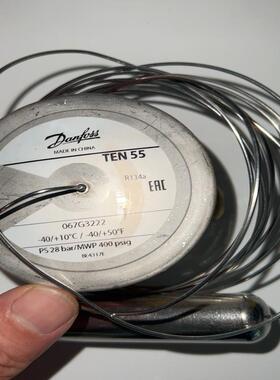 Danfoss
MADE IN CHINA
TEN 55
R134a
EAC
067G3222
-40/+10°C / -40/+50°F
PS 28 bar/MWP 400 psig